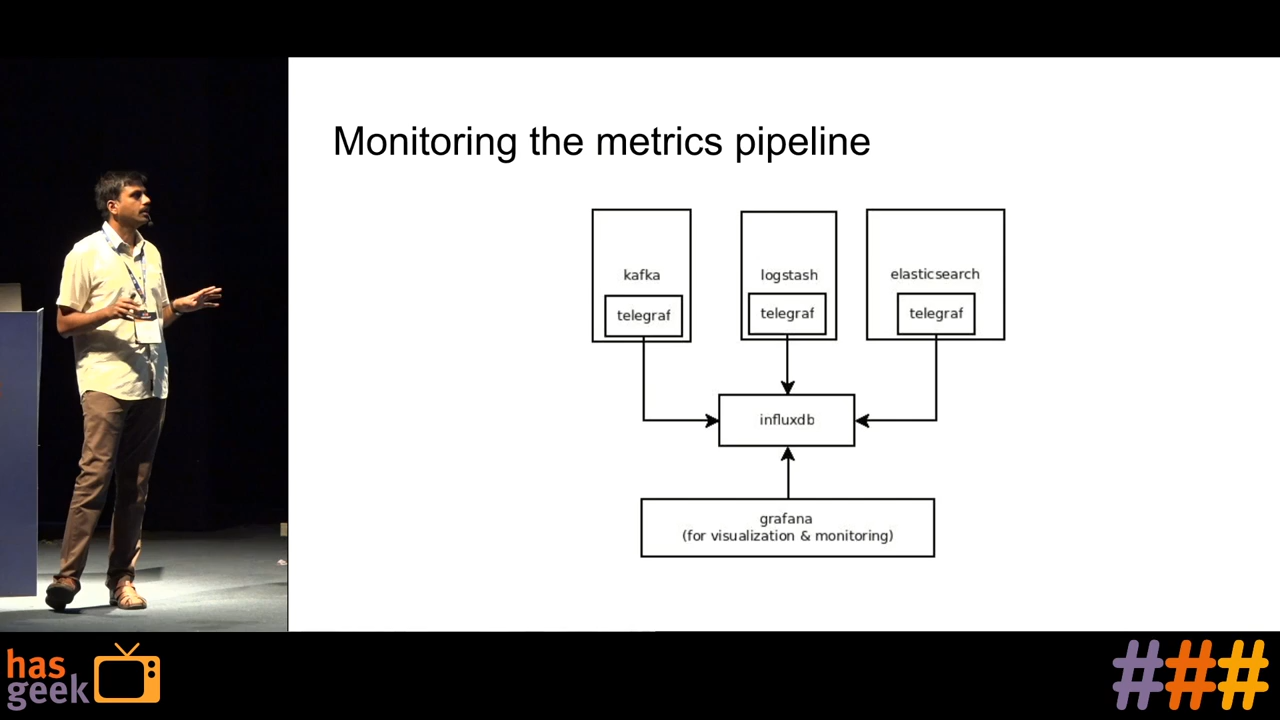 Monitoring the metrics pipeline
kafka
telegraf
logstash
telegraf
elasticsearch
telegraf
influxdb
grafana
(for visualization & monitoring)
has
geek
###